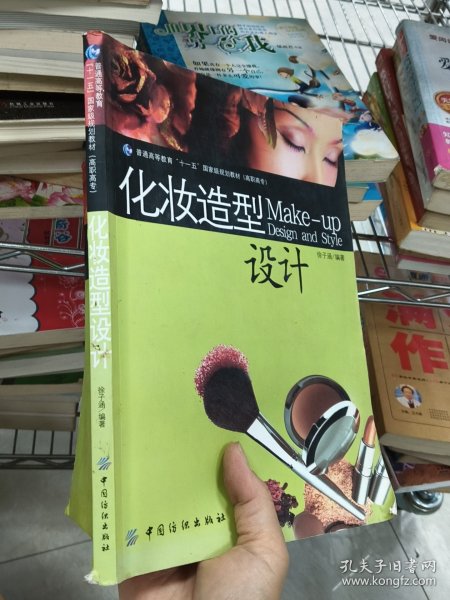 普通高等教育"十一五"国家级规划教材(高职高专)
化妆造型
Make-up
Design and Style
设计
徐子涵/编著
中国纺织出版社
普通高等教育
"十一五"国家级规划教材(高职高专)
化妆造型设计
徐子涵/编著
中国纺织出版社
作
孔夫子旧书网
www.kongfz.com